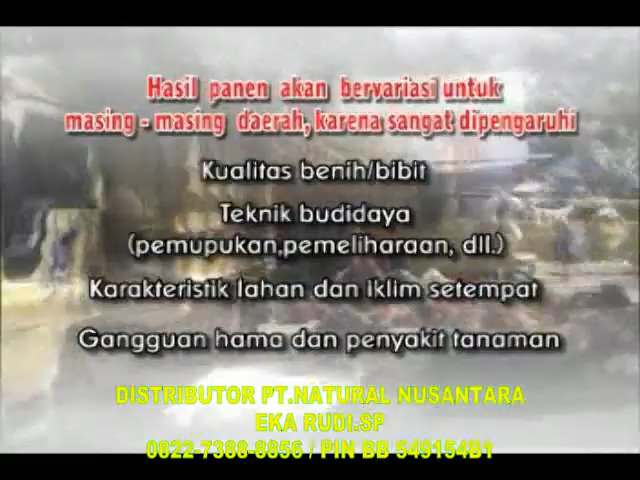 Hasil panen akan bervariasi untuk
masing - masing daerah, karena sangat dipengaruhi
Kualitas benih/bibit
Teknik budidaya
(pemupukan,pemeliharaan, dll.)
Karakteristik lahan dan iklim setempat
Gangguan hama dan penyakit tanaman
DISTRIBUTOR PT.NATURAL NUSANTARA
EKA RUDI.SP
0822-7388-8856 / PIN BB 549154B1